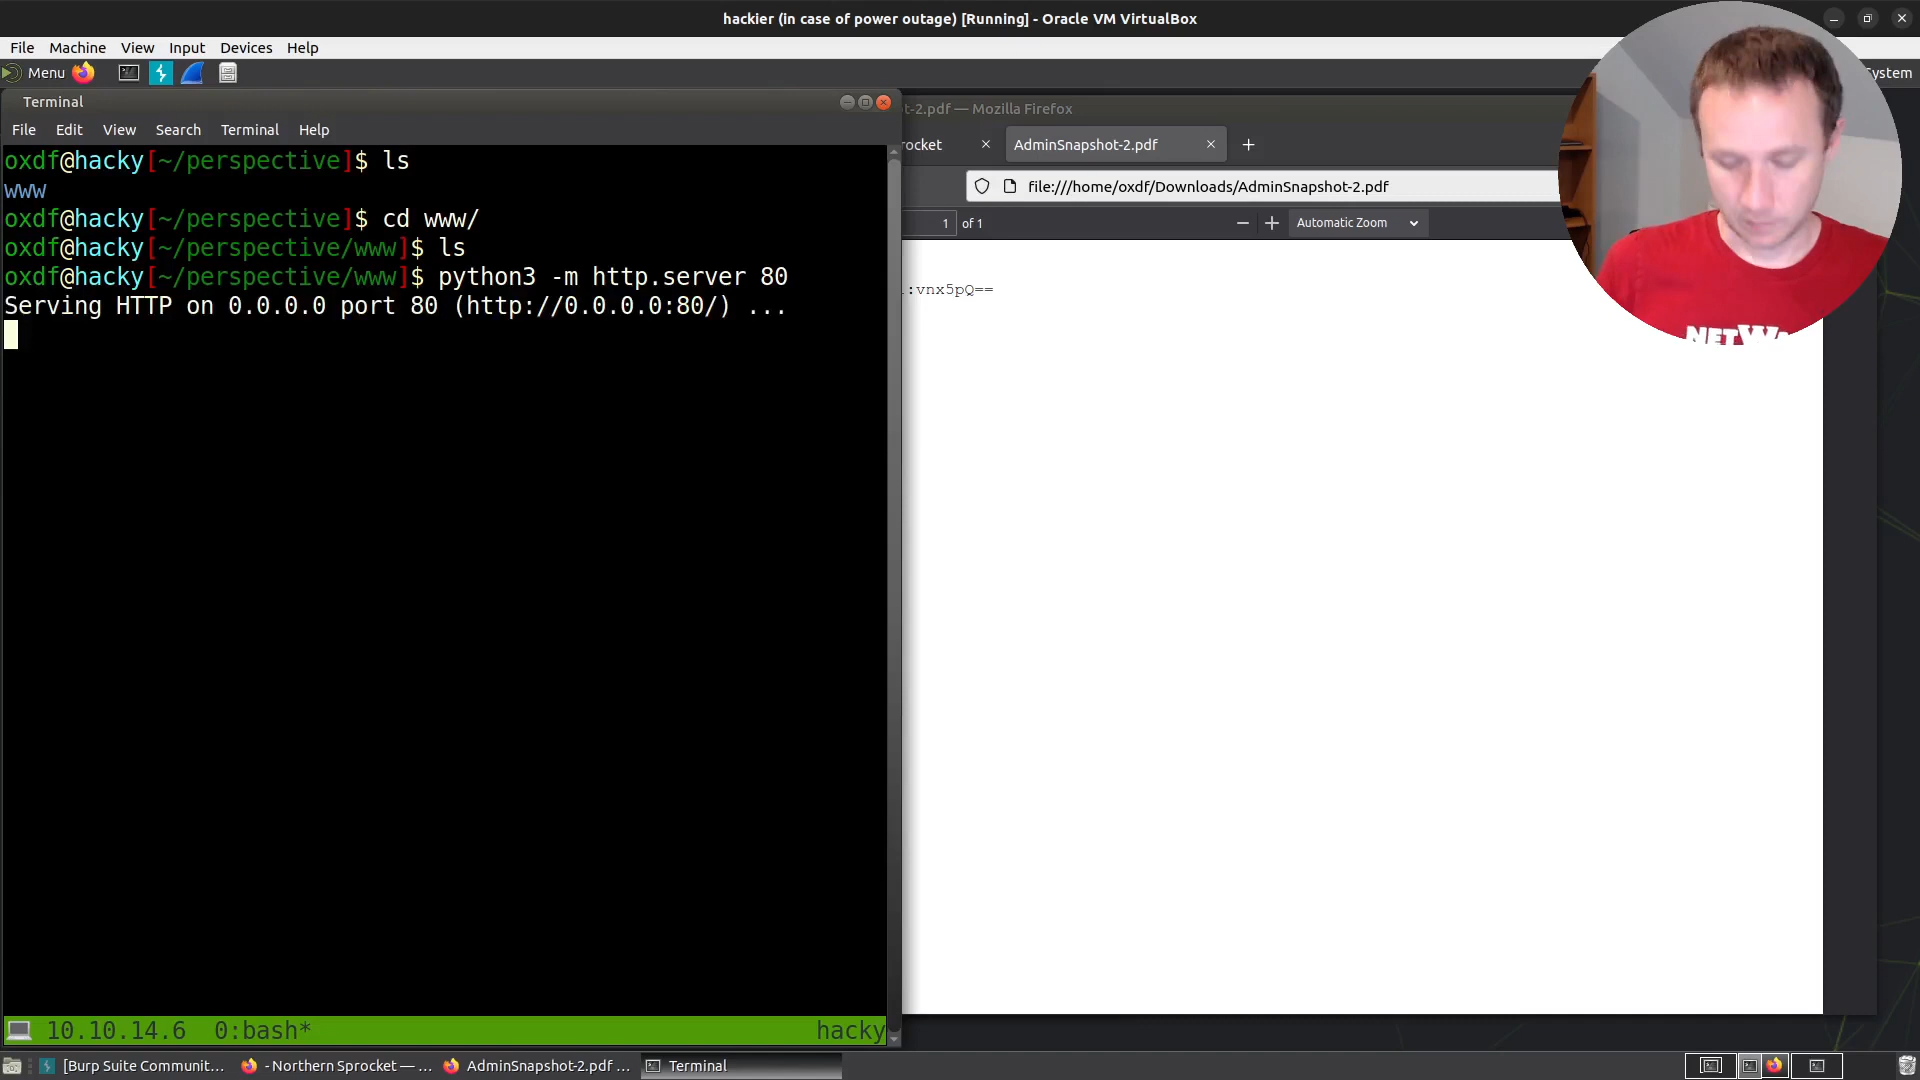 hackier (in case of power outage) [Running] - Oracle VM VirtualBox
File Machine View Input Devices Help
Menu
System
Terminal
t-2.pdf — Mozilla Firefox
File Edit View Search Terminal Help
rocket
AdminSnapshot-2.pdf
file:///home/oxdf/Downloads/AdminSnapshot-2.pdf
1 of 1
Automatic Zoom
oxdf@hacky[~/perspective]$ ls
www
oxdf@hacky[~/perspective]$ cd www/
oxdf@hacky[~/perspective/www]$ ls
oxdf@hacky[~/perspective/www]$ python3 -m http.server 80
Serving HTTP on 0.0.0.0 port 80 (http://0.0.0.0:80/) ...
:vnx5pQ==
10.10.14.6 0:bash* hacky
[Burp Suite Communit... - Northern Sprocket — ... AdminSnapshot-2.pdf ... Terminal